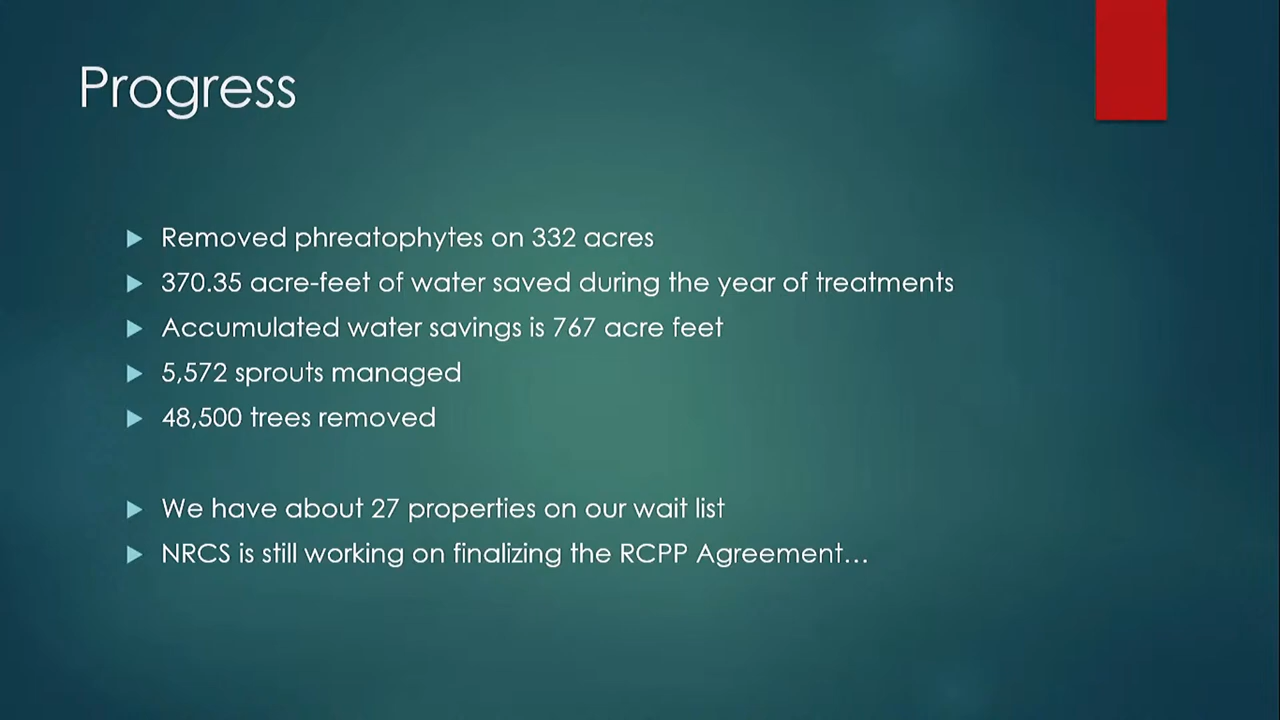 Progress
Removed phreatophytes on 332 acres
370.35 acre-feet of water saved during the year of treatments
Accumulated water savings is 767 acre feet
5,572 sprouts managed
48,500 trees removed
We have about 27 properties on our wait list
NRCS is still working on finalizing the RCPP Agreement…